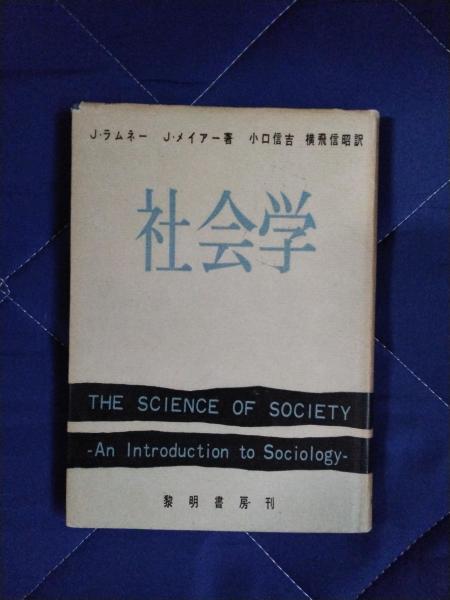 J・ラムネー J・メイアー著 小口信吉 横飛信昭訳
社会学
THE SCIENCE OF SOCIETY
-An Introduction to Sociology-
黎明書房刊